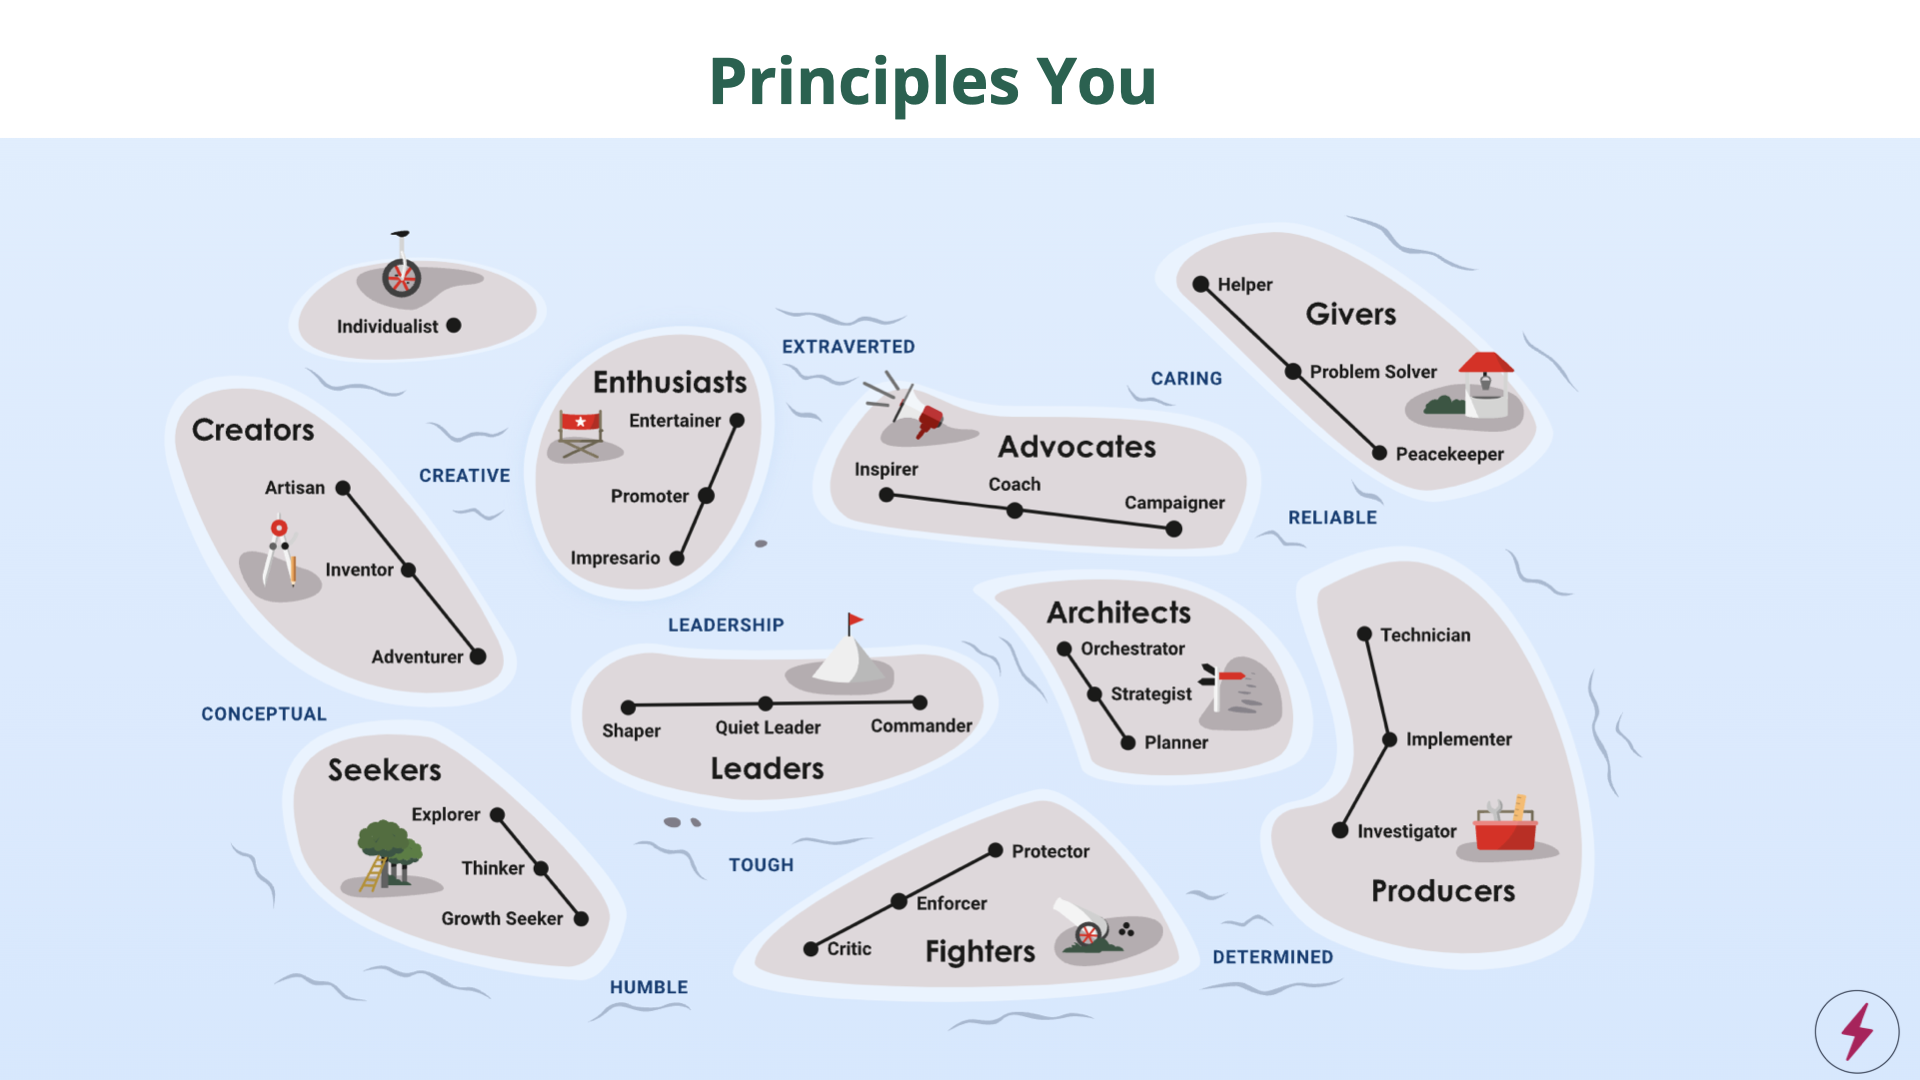 Principles You
Individualist
Creators
Artisan
Inventor
Adventurer
CREATIVE
CONCEPTUAL
Enthusiasts
Entertainer
Promoter
Impresario
EXTRAVERTED
Advocates
Inspirer
Coach
Campaigner
CARING
Helper
Givers
Problem Solver
Peacekeeper
RELIABLE
LEADERSHIP
Shaper
Quiet Leader
Commander
Leaders
Architects
Orchestrator
Strategist
Planner
Technician
Implementer
Investigator
Producers
Seekers
Explorer
Thinker
Growth Seeker
HUMBLE
TOUGH
Protector
Enforcer
Critic
Fighters
DETERMINED